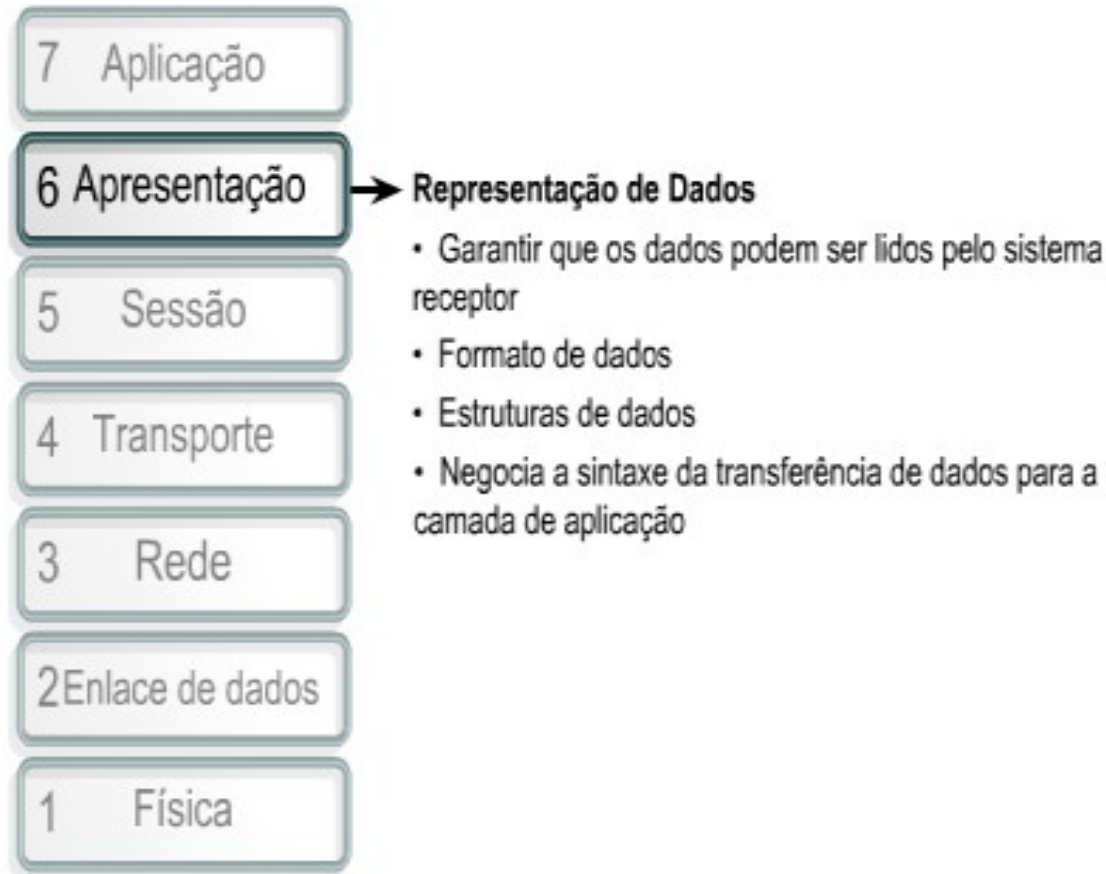 7 Aplicação
6 Apresentação
Representação de Dados
• Garantir que os dados podem ser lidos pelo sistema
receptor
• Formato de dados
• Estruturas de dados
• Negocia a sintaxe da transferência de dados para a
camada de aplicação
5 Sessão
4 Transporte
3 Rede
2 Enlace de dados
1 Física